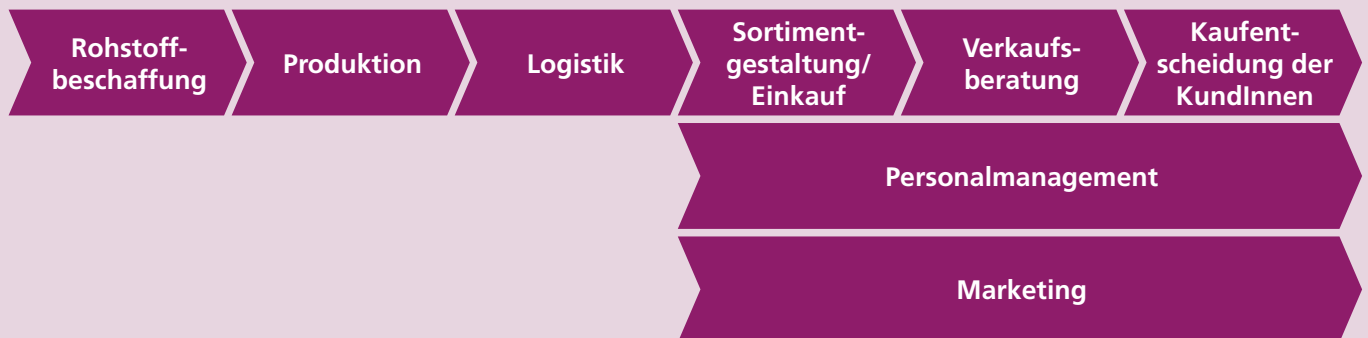 Rohstoff-
beschaffung
Produktion
Logistik
Sortiment-
gestaltung/
Einkauf
Verkaufs-
beratung
Kaufent-
scheidung der
KundInnen
Personalmanagement
Marketing